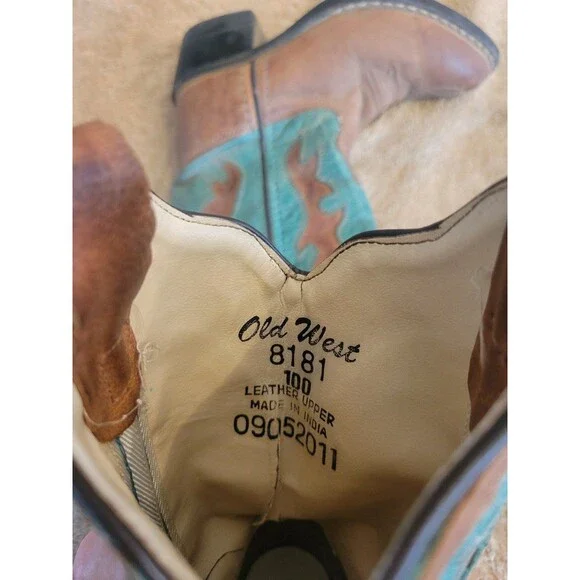 Old West
8181
100
LEATHER UPPER
MADE IN INDIA
09052011